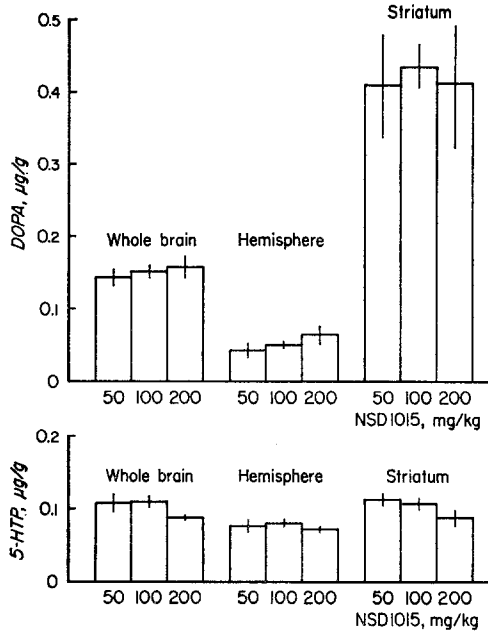 Striatum
0.5
0.4
0.3
0.2
0.1
0
DOPA, µg/g
Whole brain
Hemisphere
50 100 200
50 100 200
50 100 200
NSD1015, mg/kg
0.2
0.1
0
5-HTP, µg/g
Whole brain
Hemisphere
Striatum
50 100 200
50 100 200
50 100 200
NSD1015, mg/kg